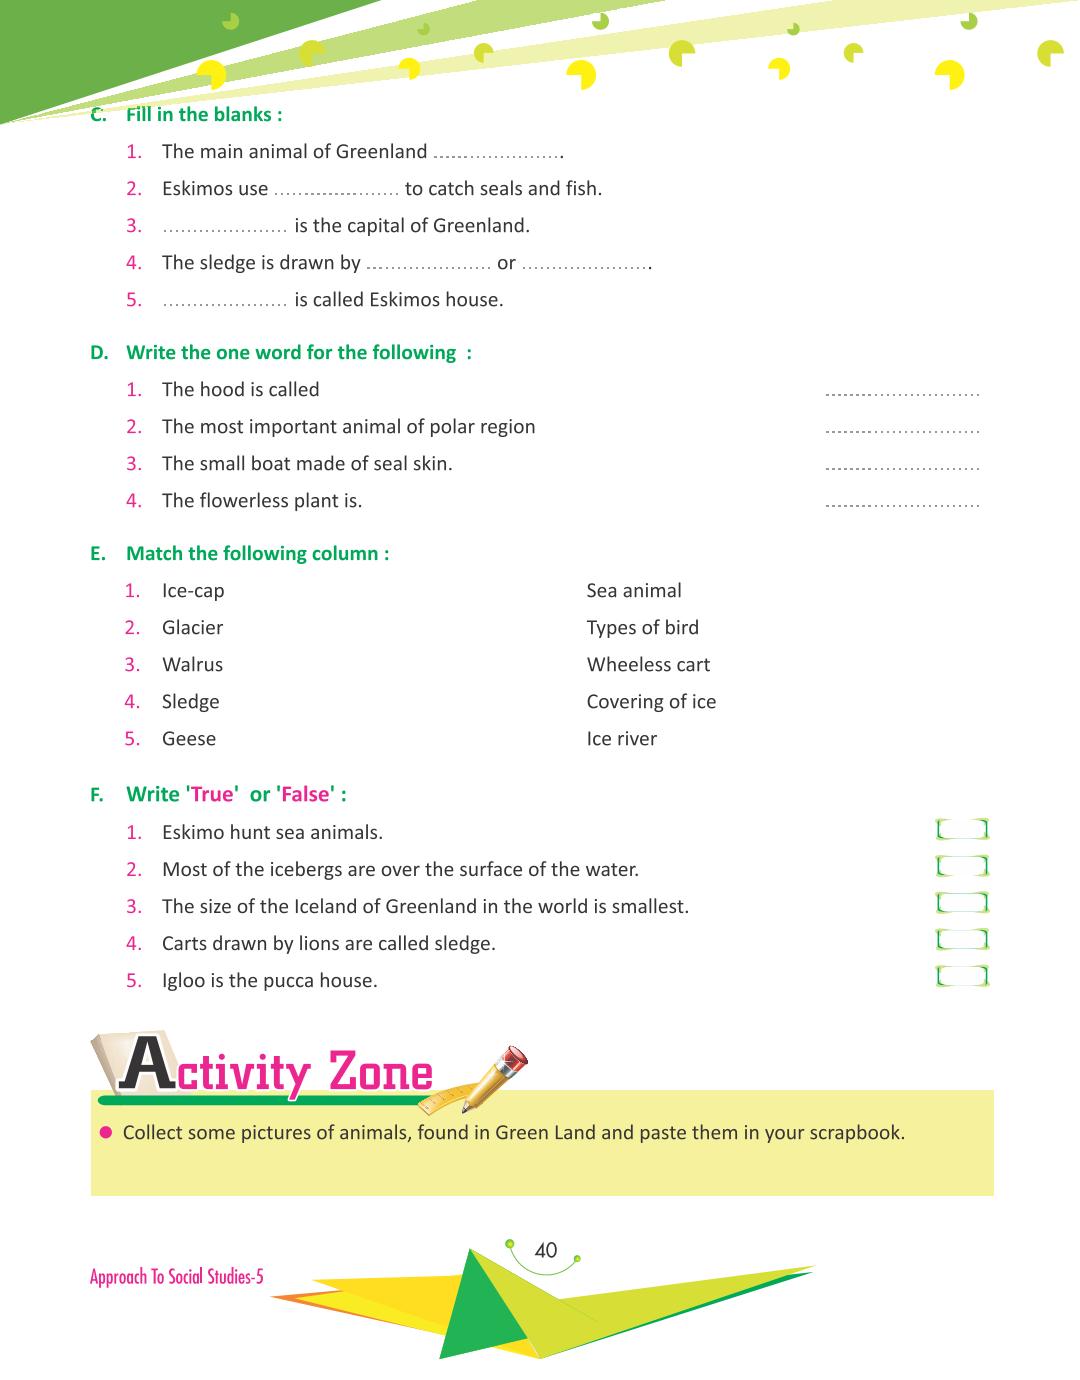 C. Fill in the blanks :
1. The main animal of Greenland .....................
2. Eskimos use ..................... to catch seals and fish.
3. ..................... is the capital of Greenland.
4. The sledge is drawn by ..................... or .....................
5. ..................... is called Eskimos house.
D. Write the one word for the following :
1. The hood is called ..........................
2. The most important animal of polar region ..........................
3. The small boat made of seal skin. ..........................
4. The flowerless plant is. ..........................
E. Match the following column :
1. Ice-cap Sea animal
2. Glacier Types of bird
3. Walrus Wheeless cart
4. Sledge Covering of ice
5. Geese Ice river
F. Write 'True' or 'False' :
1. Eskimo hunt sea animals.
2. Most of the icebergs are over the surface of the water.
3. The size of the Iceland of Greenland in the world is smallest.
4. Carts drawn by lions are called sledge.
5. Igloo is the pucca house.
Activity Zone
● Collect some pictures of animals, found in Green Land and paste them in your scrapbook.
40
Approach To Social Studies-5